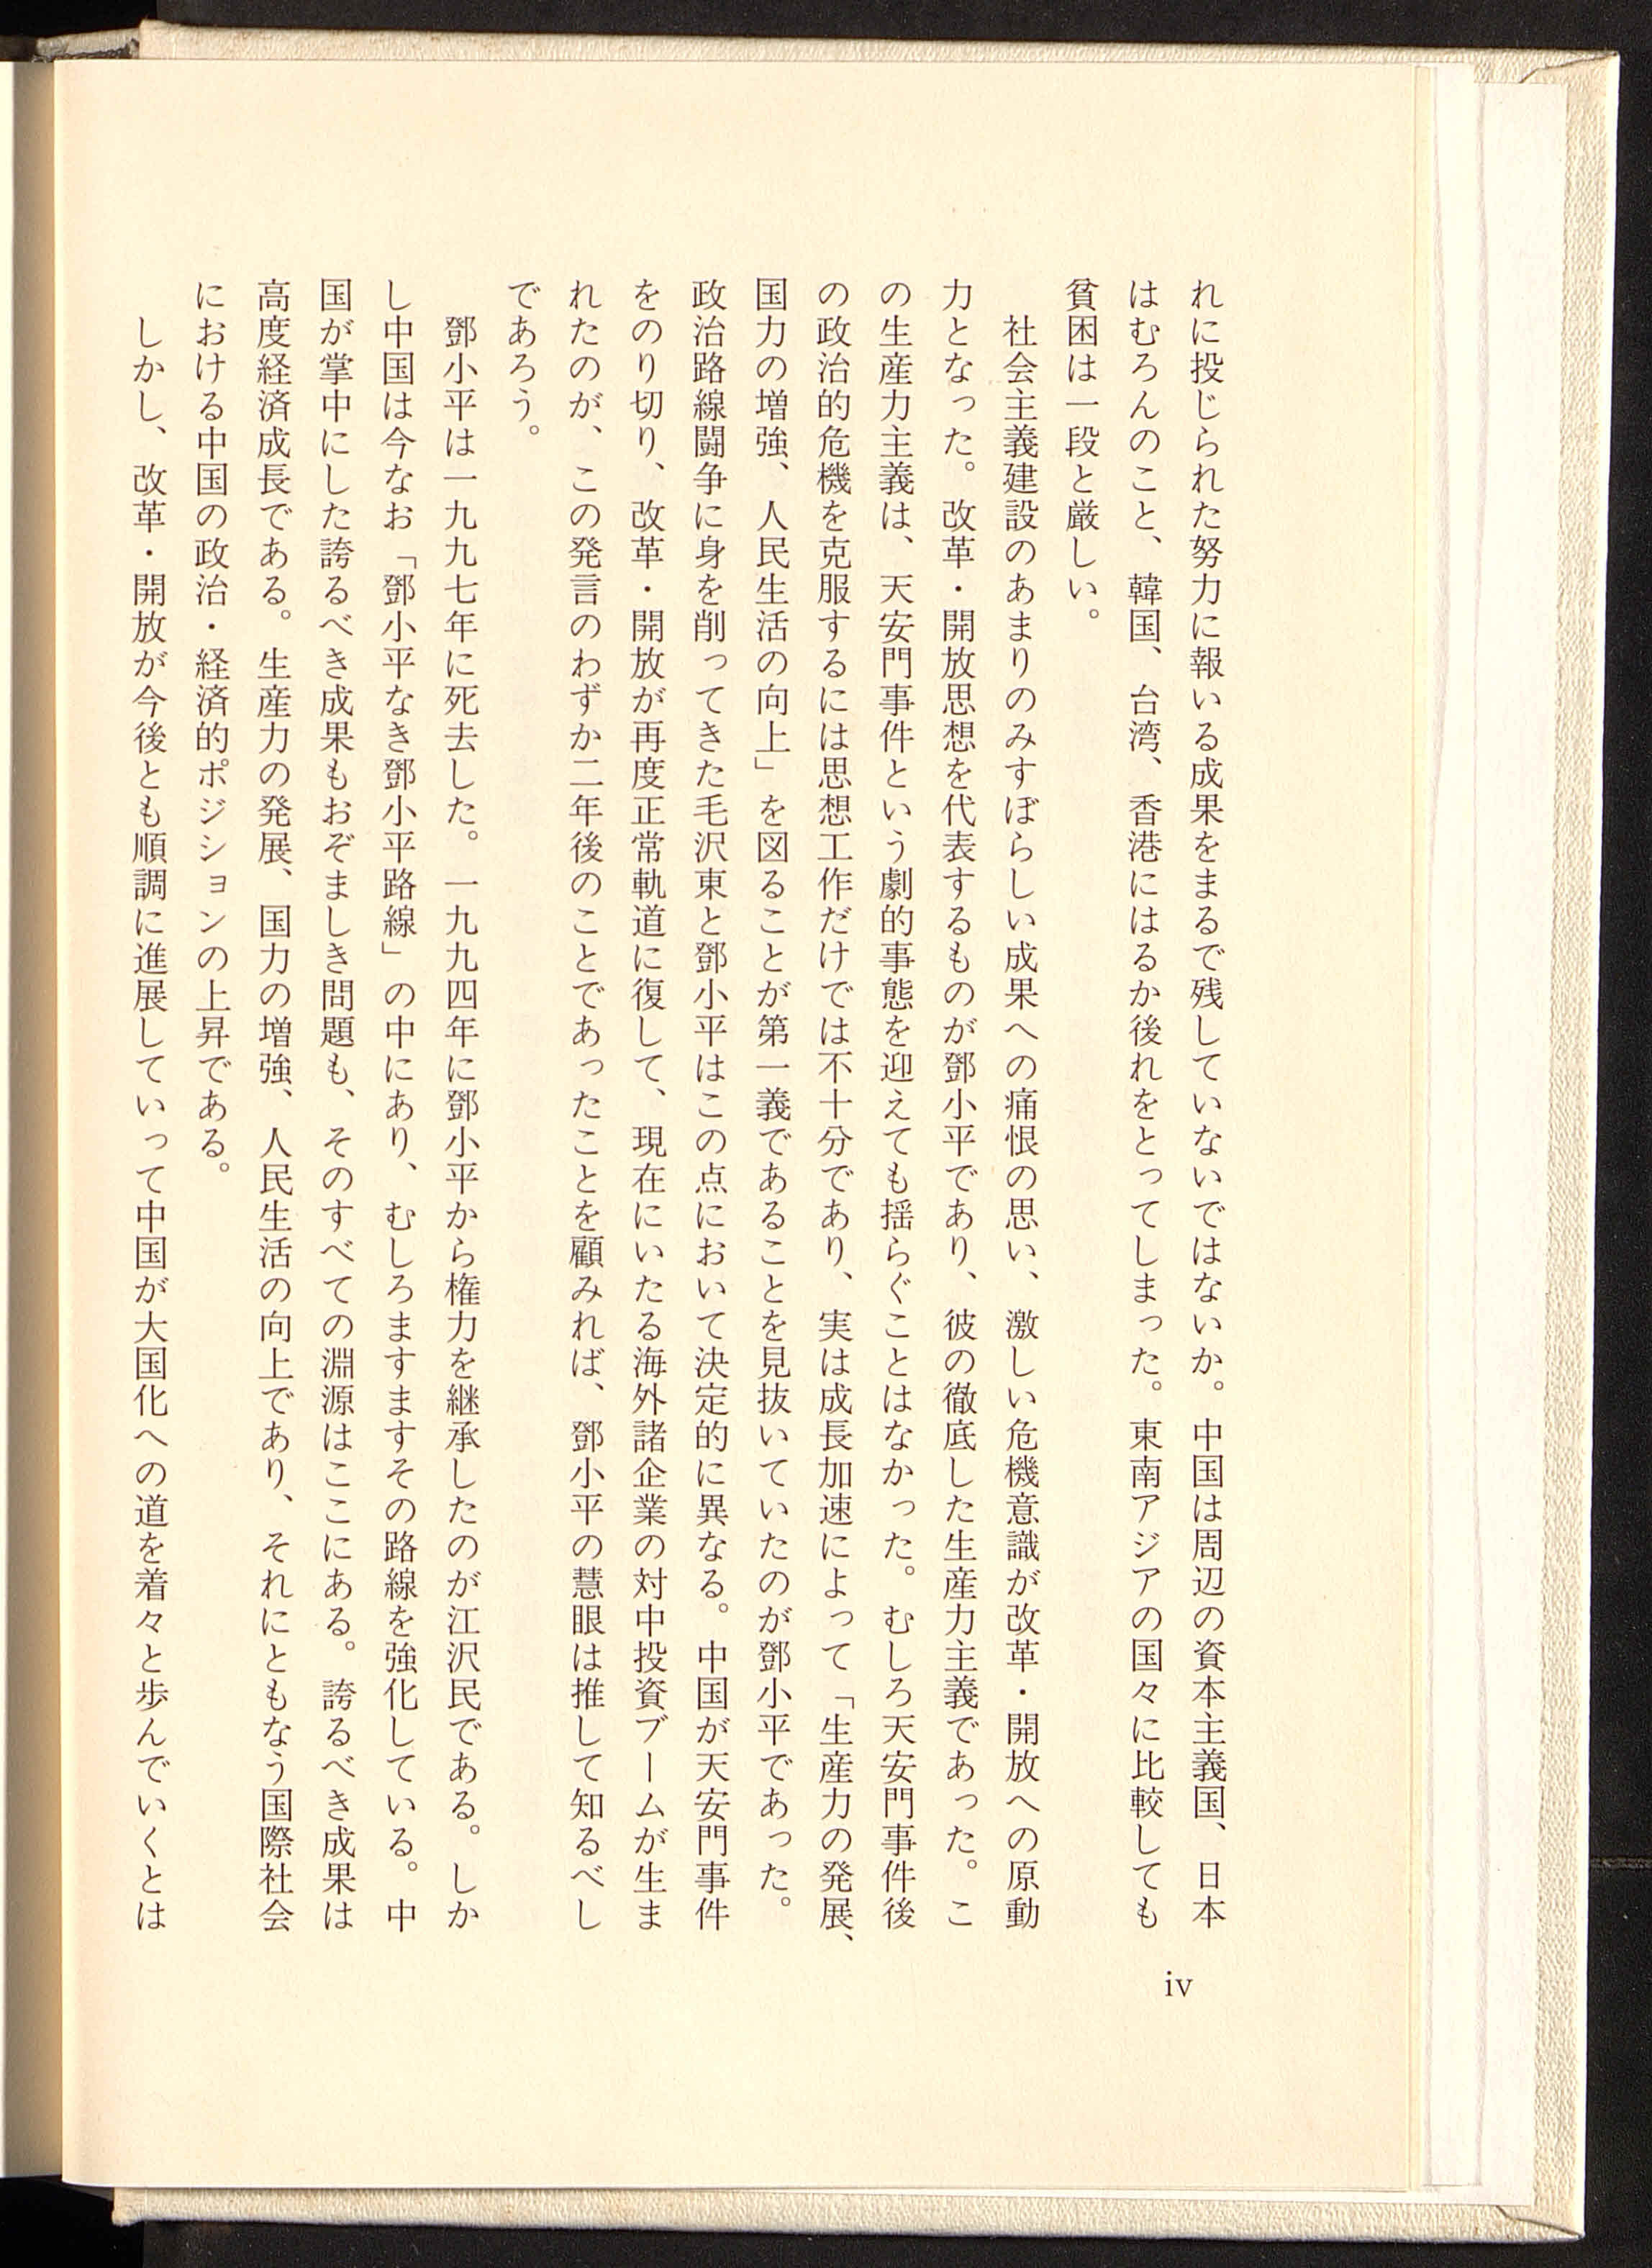 れに投じられた努力に報いる成果をまるで残していないではないか。中国は周辺の資本主義国、日本
はむろんのこと、韓国、台湾、香港にはるか後れをとってしまった。東南アジアの国々に比較しても
貧困は一段と厳しい。
社会主義建設のあまりのみすぼらしい成果への痛恨の思い、激しい危機意識が改革・開放への原動
力となった。改革・開放思想を代表するものが鄧小平であり、彼の徹底した生産力主義であった。こ
の生産力主義は、天安門事件という劇的事態を迎えても揺らぐことはなかった。むしろ天安門事件後
の政治的危機を克服するには思想工作だけでは不十分であり、実は成長加速によって「生産力の発展、
国力の増強、人民生活の向上」を図ることが第一義であることを見抜いていたのが鄧小平であった。
政治路線闘争に身を削ってきた毛沢東と鄧小平はこの点において決定的に異なる。中国が天安門事件
をのり切り、改革・開放が再度正常軌道に復して、現在にいたる海外諸企業の対中投資ブームが生ま
れたのが、この発言のわずか二年後のことであったことを顧みれば、鄧小平の慧眼は推して知るべし
であろう。
鄧小平は一九九七年に死去した。一九九四年に鄧小平から権力を継承したのが江沢民である。しか
し中国は今なお「鄧小平なき鄧小平路線」の中にあり、むしろますますその路線を強化している。中
国が掌中にした誇るべき成果もおぞましき問題も、そのすべての淵源はここにある。誇るべき成果は
高度経済成長である。生産力の発展、国力の増強、人民生活の向上であり、それにともなう国際社会
における中国の政治・経済的ポジションの上昇である。
しかし、改革・開放が今後とも順調に進展していって中国が大国化への道を着々と歩んでいくとは
iv